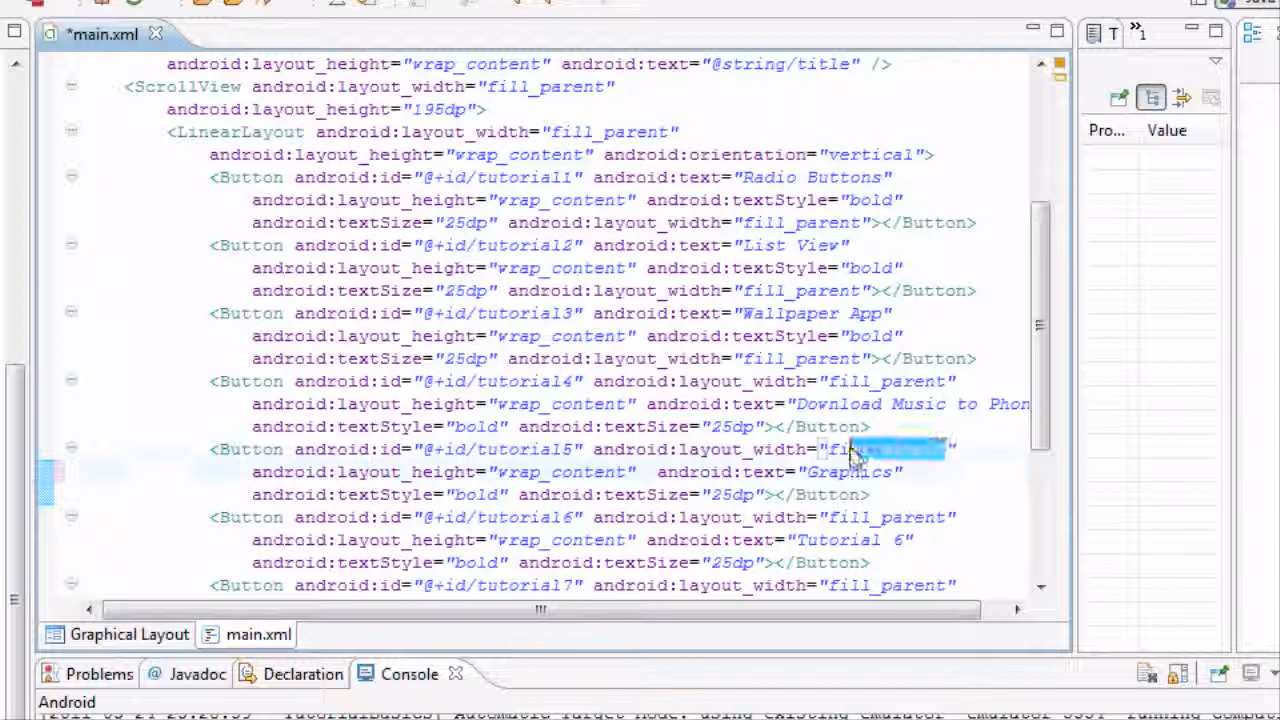 *main.xml
T
»1
android:layout_height="wrap_content" android:text="@string/title" />
<ScrollView android:layout_width="fill_parent"
android:layout_height="195dp">
<LinearLayout android:layout_width="fill_parent"
android:layout_height="wrap_content" android:orientation="vertical">
<Button android:id="@+id/tutorial1" android:text="Radio Buttons"
android:layout_height="wrap_content" android:textStyle="bold"
android:textSize="25dp" android:layout_width="fill_parent"></Button>
<Button android:id="@+id/tutorial2" android:text="List View"
android:layout_height="wrap_content" android:textStyle="bold"
android:textSize="25dp" android:layout_width="fill_parent"></Button>
<Button android:id="@+id/tutorial3" android:text="Wallpaper App"
android:layout_height="wrap_content" android:textStyle="bold"
android:textSize="25dp" android:layout_width="fill_parent"></Button>
<Button android:id="@+id/tutorial4" android:layout_width="fill_parent"
android:layout_height="wrap_content" android:text="Download Music to Phon
android:textStyle="bold" android:textSize="25dp"></Button>
<Button android:id="@+id/tutorial5" android:layout_width="
android:layout_height="wrap_content" android:text="Graphics"
android:textStyle="bold" android:textSize="25dp"></Button>
<Button android:id="@+id/tutorial6" android:layout_width="fill_parent"
android:layout_height="wrap_content" android:text="Tutorial 6"
android:textStyle="bold" android:textSize="25dp"></Button>
<Button android:id="@+id/tutorial7" android:layout_width="fill_parent"
Pro... Value
Graphical Layout main.xml
Problems @ Javadoc Declaration Console
Android